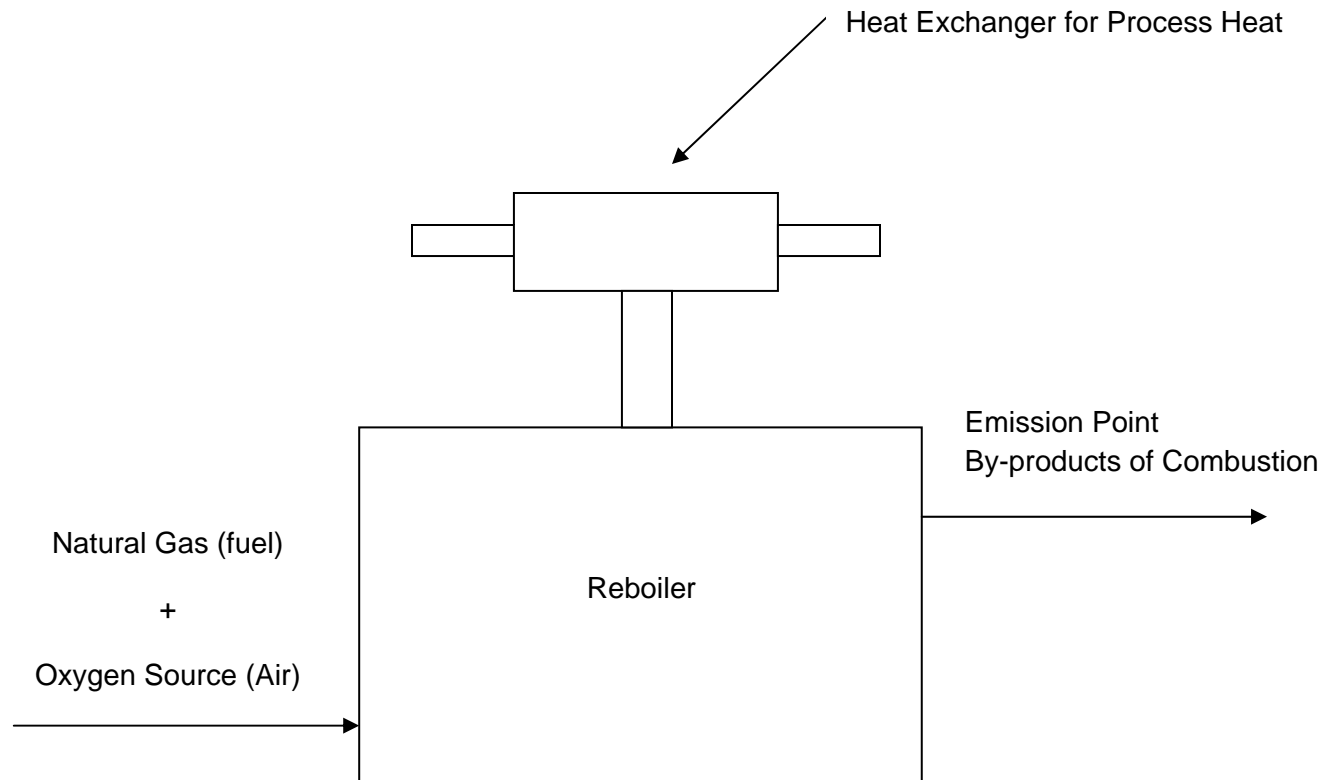 Heat Exchanger for Process Heat
Emission Point
By-products of Combustion
Natural Gas (fuel)
+
Oxygen Source (Air)
Reboiler